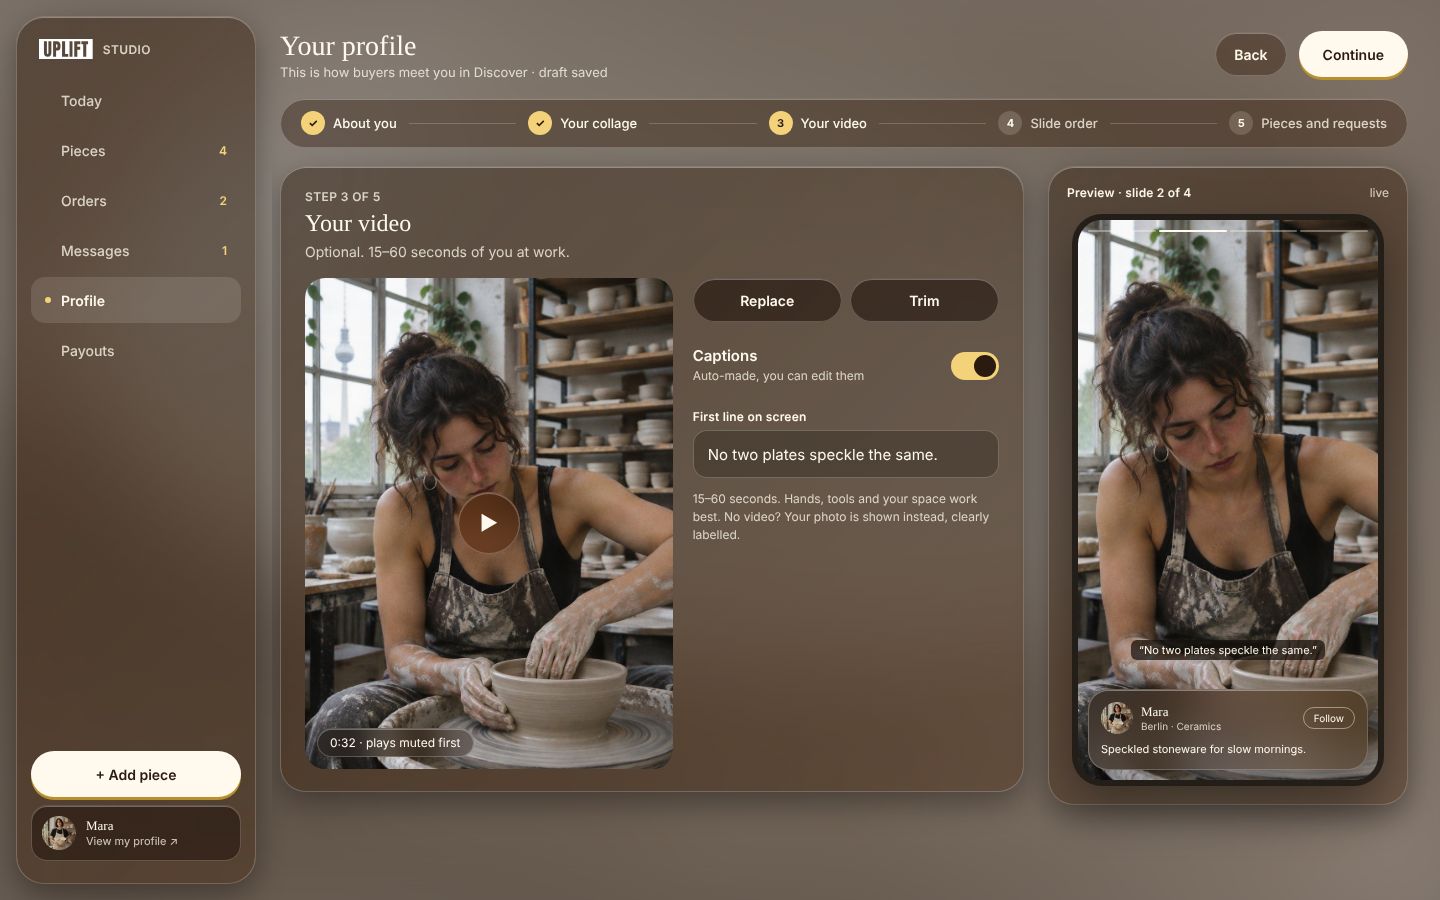 UPLIFT STUDIO
Today
Pieces 4
Orders 2
Messages 1
Profile
Payouts
+ Add piece
Mara
View my profile ↗
Your profile
This is how buyers meet you in Discover · draft saved
Back
Continue
About you
Your collage
3 Your video
4 Slide order
5 Pieces and requests
STEP 3 OF 5
Your video
Optional. 15–60 seconds of you at work.
0:32 · plays muted first
Replace
Trim
Captions
Auto-made, you can edit them
First line on screen
No two plates speckle the same.
15–60 seconds. Hands, tools and your space work
best. No video? Your photo is shown instead, clearly
labelled.
Preview · slide 2 of 4
live
“No two plates speckle the same.”
Mara
Berlin · Ceramics
Follow
Speckled stoneware for slow mornings.